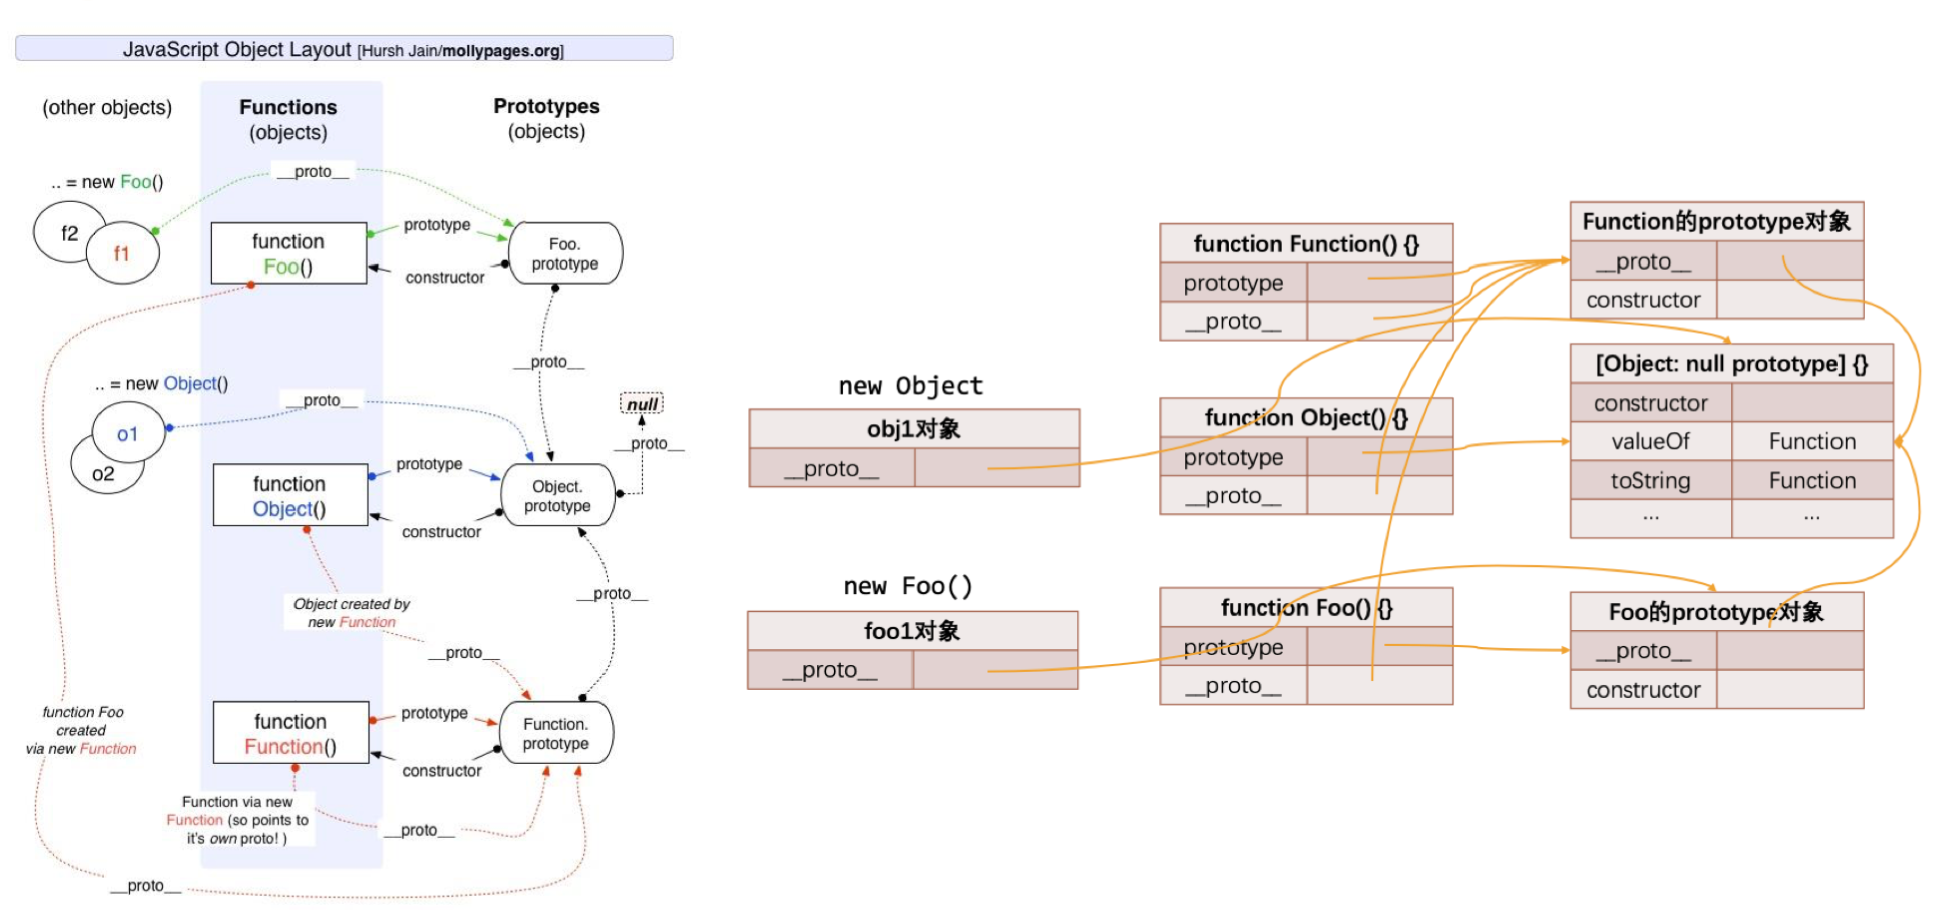 JavaScript Object Layout [Hursh Jain/mollypages.org]
(other objects)
Functions
(objects)
Prototypes
(objects)
.. = new Foo()
f2
f1
__proto__
function
Foo()
prototype
constructor
Foo.
prototype
__proto__
.. = new Object()
o1
o2
__proto__
null
__proto__
function
Object()
prototype
constructor
Object.
prototype
Object created by
new Function
__proto__
__proto__
function
Function()
prototype
constructor
Function.
prototype
function Foo
created
via new Function
Function via new
Function (so points to
it's own proto! )
__proto__
__proto__
new Object
obj1对象
__proto__
new Foo()
foo1对象
__proto__
function Function() {}
prototype
__proto__
function Object() {}
prototype
__proto__
function Foo() {}
prototype
__proto__
Function的prototype对象
__proto__
constructor
[Object: null prototype] {}
constructor
valueOf Function
toString Function
... ...
Foo的prototype对象
__proto__
constructor